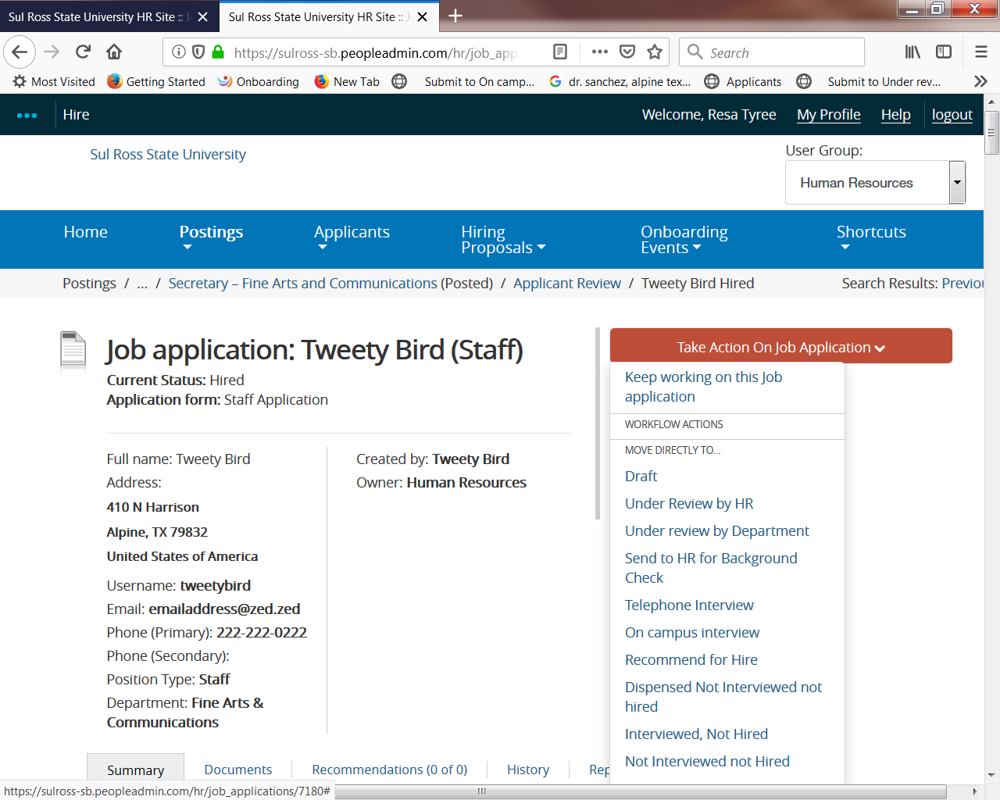 Sul Ross State University HR Site :: J
Sul Ross State University HR Site :: J
https://sulross-sb.peopleadmin.com/hr/job_app
Search
Most Visited
Getting Started
Onboarding
New Tab
Submit to On camp...
dr. sanchez, alpine tex...
Applicants
Submit to Under rev...
Hire
Welcome, Resa Tyree
My Profile
Help
logout
Sul Ross State University
User Group:
Human Resources
Home
Postings
Applicants
Hiring
Proposals
Onboarding
Events
Shortcuts
Postings / ... / Secretary – Fine Arts and Communications (Posted) / Applicant Review / Tweety Bird Hired
Search Results: Previou
Job application: Tweety Bird (Staff)
Current Status: Hired
Application form: Staff Application
Full name: Tweety Bird
Address:
410 N Harrison
Alpine, TX 79832
United States of America
Username: tweetybird
Email: emailaddress@zed.zed
Phone (Primary): 222-222-0222
Phone (Secondary):
Position Type: Staff
Department: Fine Arts &
Communications
Created by: Tweety Bird
Owner: Human Resources
Take Action On Job Application
Keep working on this Job
application
WORKFLOW ACTIONS
MOVE DIRECTLY TO...
Draft
Under Review by HR
Under review by Department
Send to HR for Background
Check
Telephone Interview
On campus interview
Recommend for Hire
Dispensed Not Interviewed not
hired
Interviewed, Not Hired
Not Interviewed not Hired
Summary
Documents
Recommendations (0 of 0)
History
Rep
https://sulross-sb.peopleadmin.com/hr/job_applications/7180#